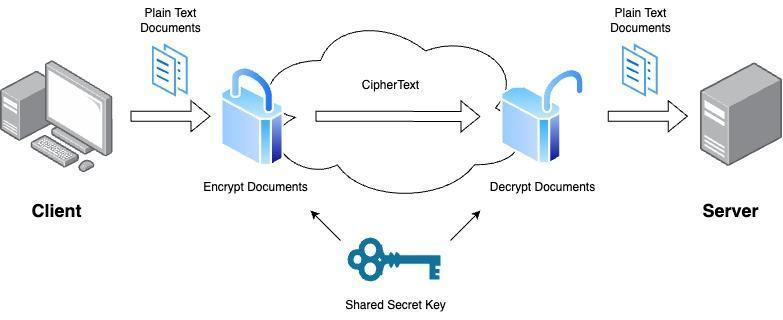 Plain Text
Documents
Plain Text
Documents
CipherText
Encrypt Documents
Decrypt Documents
Client
Server
Shared Secret Key